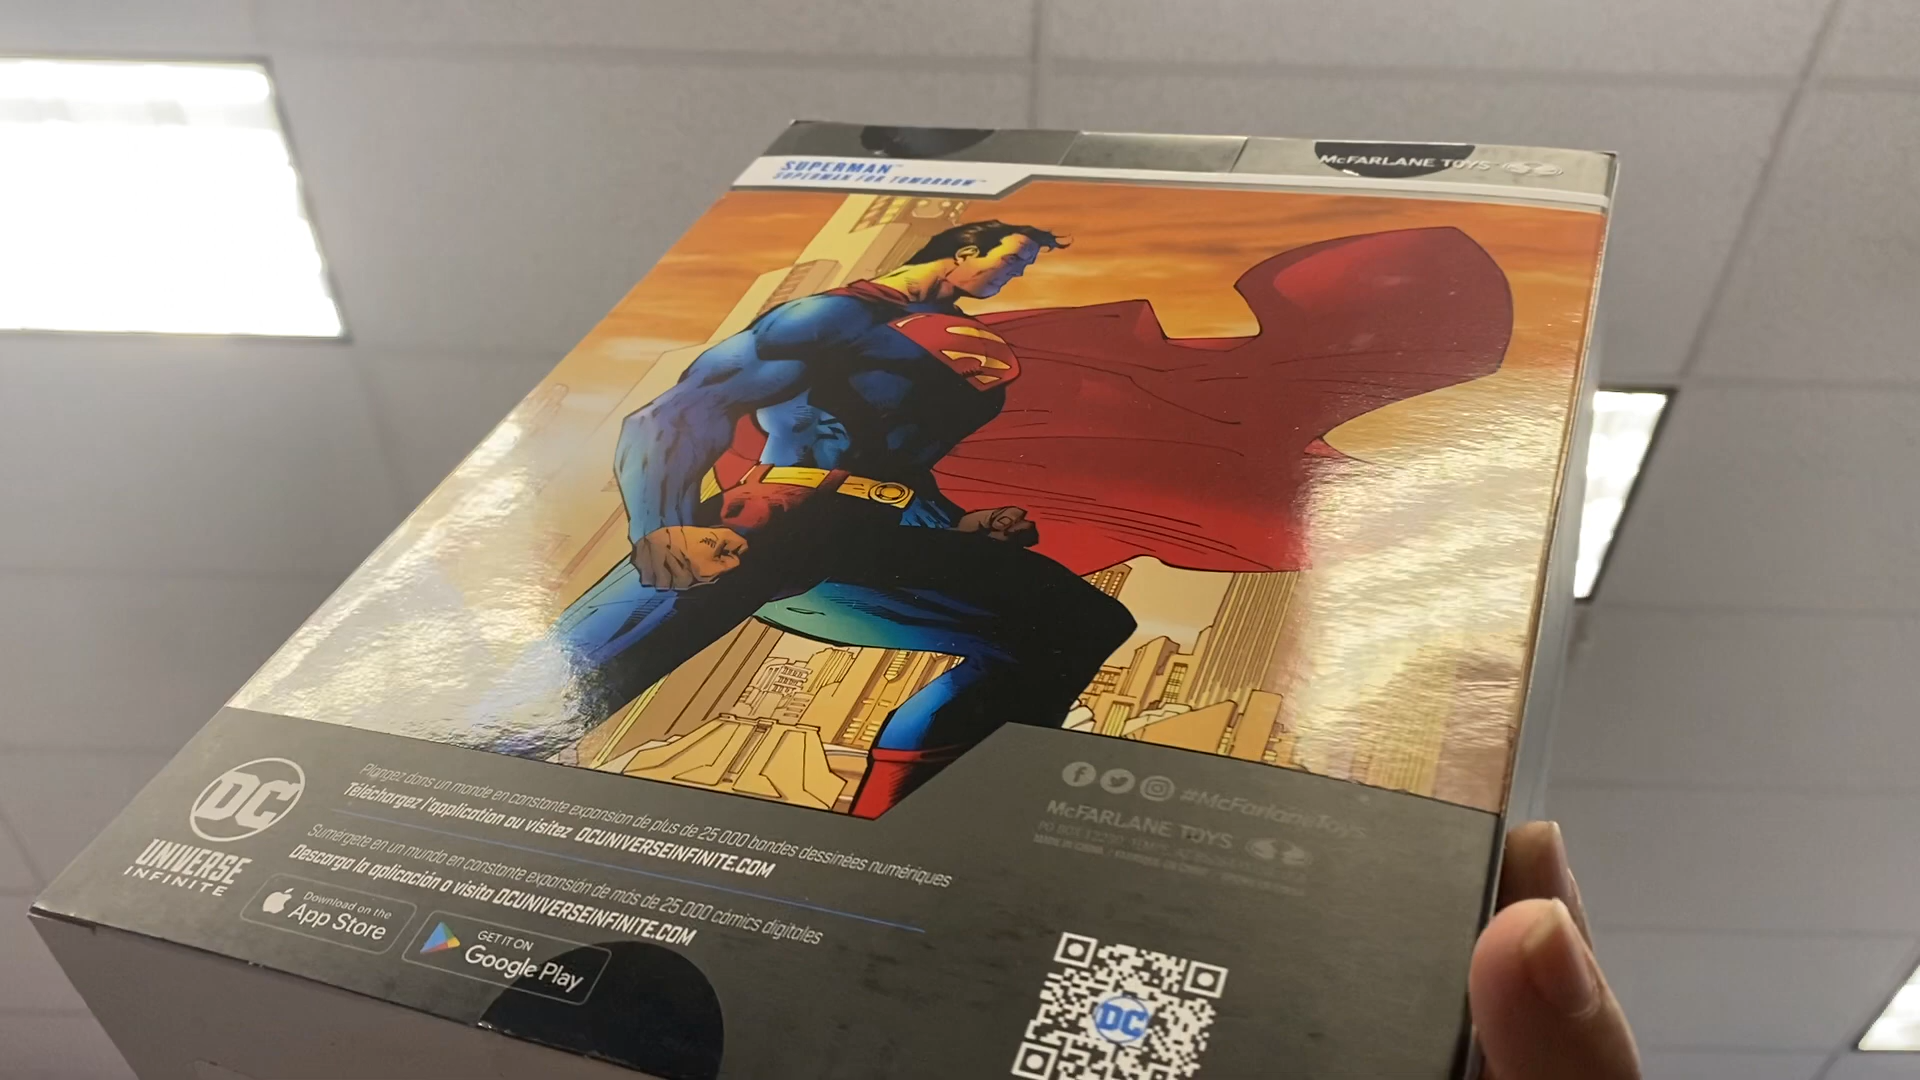 SUPERMAN™
SUPERMAN FOR TOMORROW™
McFARLANE TOYS
DC
UNIVERSE
INFINITE
Plongez dans un monde en constante expansion de plus de 25 000 bandes dessinées numériques
Téléchargez l'application ou visitez DCUNIVERSEINFINITE.COM
Sumérgete en un mundo en constante expansión de más de 25 000 cómics digitales
Descarga la aplicación o visita DCUNIVERSEINFINITE.COM
Download on the
App Store
GET IT ON
Google Play
#McFarlaneToys
McFARLANE TOYS
DC